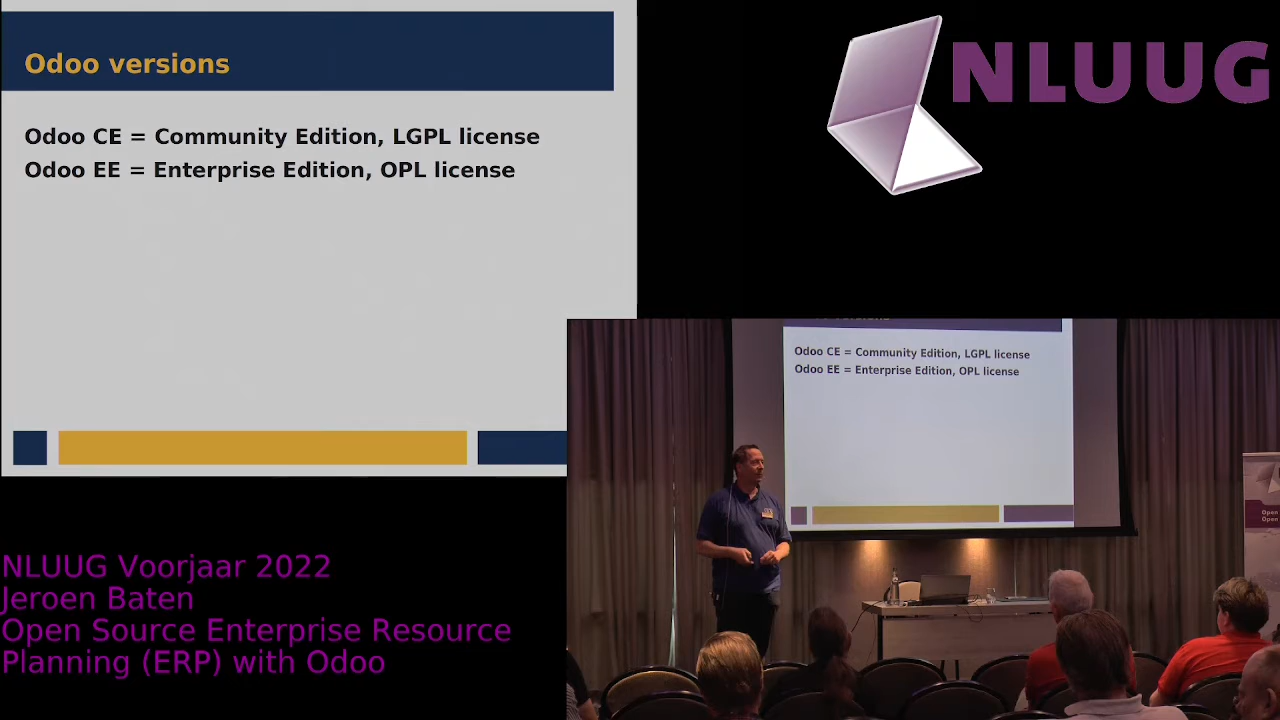 Odoo versions
Odoo CE = Community Edition, LGPL license
Odoo EE = Enterprise Edition, OPL license
NLUUG
Odoo CE = Community Edition, LGPL license
Odoo EE = Enterprise Edition, OPL license
Open
Open
NLUUG Voorjaar 2022
Jeroen Baten
Open Source Enterprise Resource
Planning (ERP) with Odoo